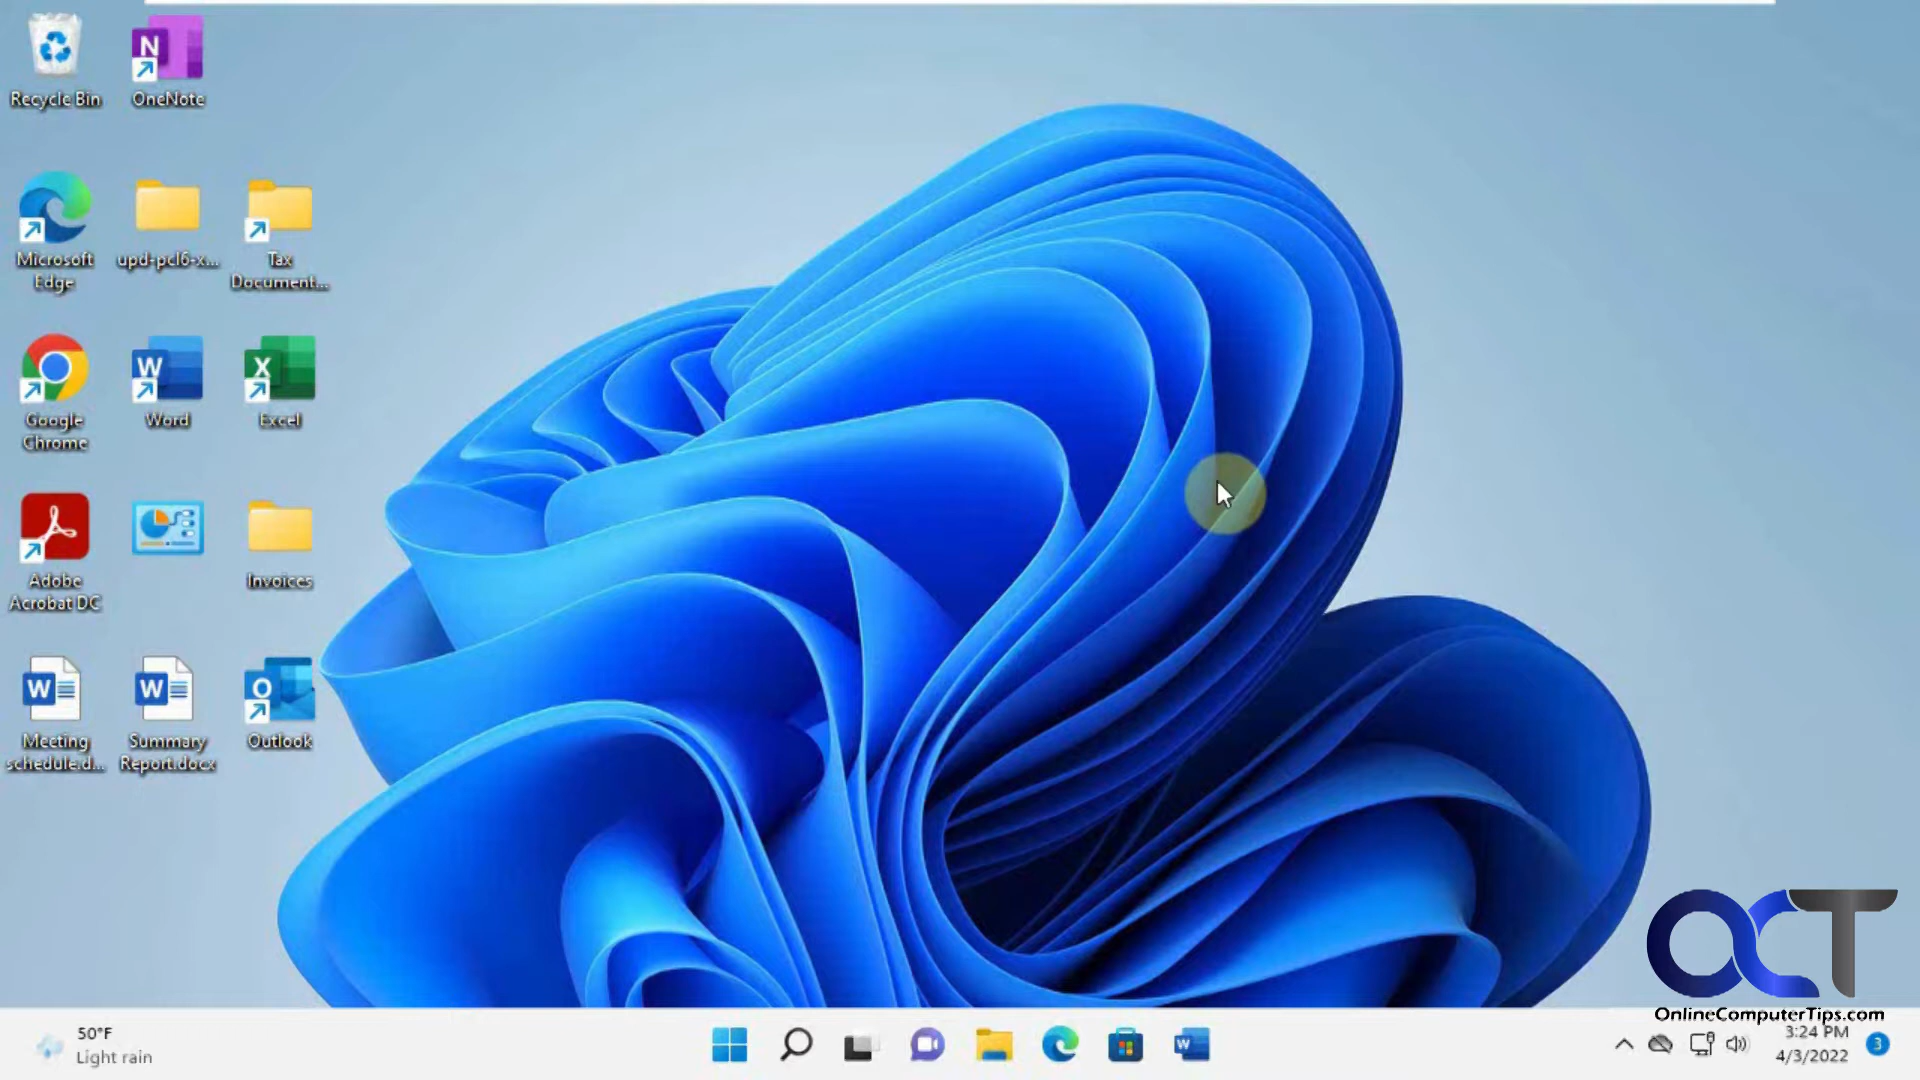 Recycle Bin
OneNote
Microsoft
Edge
upd-pcl6-x...
Tax
Document...
Google
Chrome
Word
Excel
Adobe
Acrobat DC
Invoices
Meeting
schedule.d...
Summary
Report.docx
Outlook
OCT
OnlineComputerTips.com
50°F
Light rain
3:24 PM
4/3/2022
3